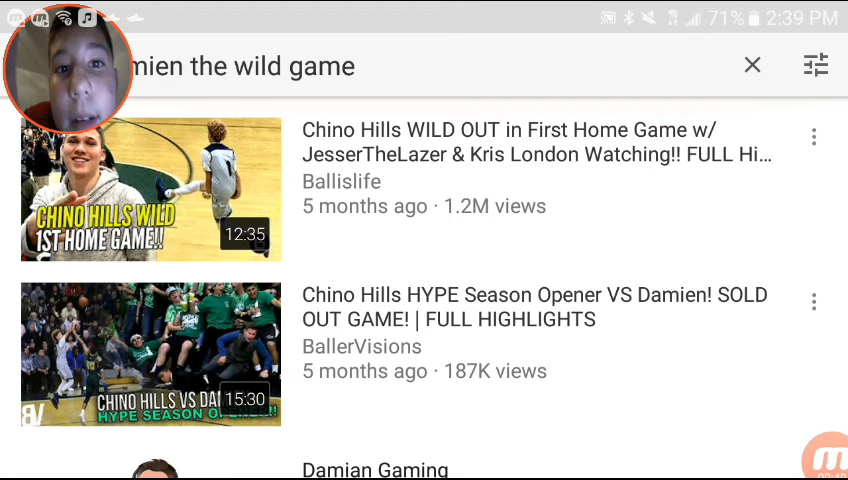 71% 2:39 PM
mien the wild game
Chino Hills WILD OUT in First Home Game w/
JesserTheLazer & Kris London Watching!! FULL Hi...
Ballislife
5 months ago · 1.2M views
CHINO HILLS WILD
1ST HOME GAME!!
12:35
Chino Hills HYPE Season Opener VS Damien! SOLD
OUT GAME! | FULL HIGHLIGHTS
BallerVisions
5 months ago · 187K views
BV
CHINO HILLS VS
HYPE SEASON
15:30
Damian Gaming